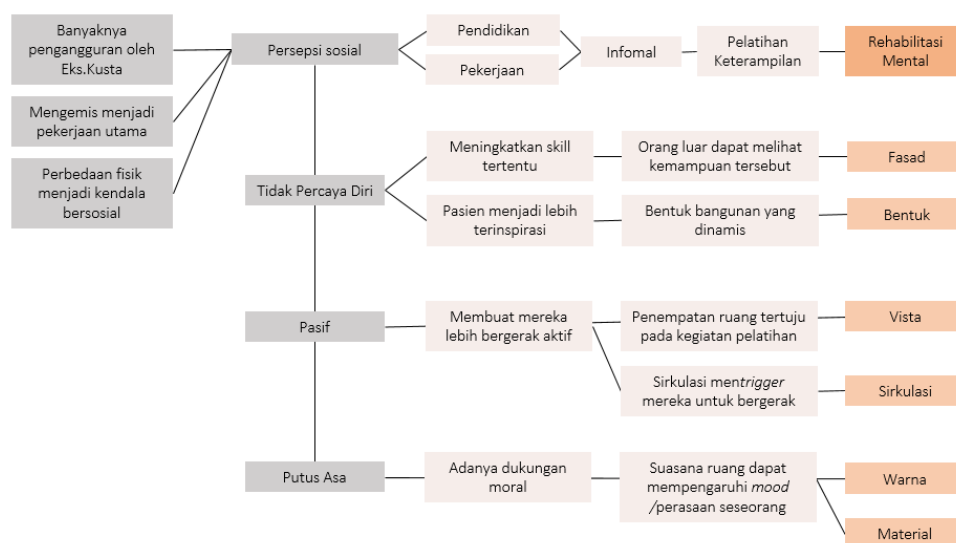 Banyaknya
pengangguran oleh
Eks.Kusta
Mengemis menjadi
pekerjaan utama
Perbedaan fisik
menjadi kendala
bersosial
Persepsi sosial
Pendidikan
Pekerjaan
Infomal
Pelatihan
Keterampilan
Rehabilitasi
Mental
Tidak Percaya Diri
Meningkatkan skill
tertentu
Orang luar dapat melihat
kemampuan tersebut
Fasad
Pasien menjadi lebih
terinspirasi
Bentuk bangunan yang
dinamis
Bentuk
Pasif
Membuat mereka
lebih bergerak aktif
Penempatan ruang tertuju
pada kegiatan pelatihan
Vista
Sirkulasi mentrigger
mereka untuk bergerak
Sirkulasi
Putus Asa
Adanya dukungan
moral
Suasana ruang dapat
mempengaruhi mood
/perasaan seseorang
Warna
Material